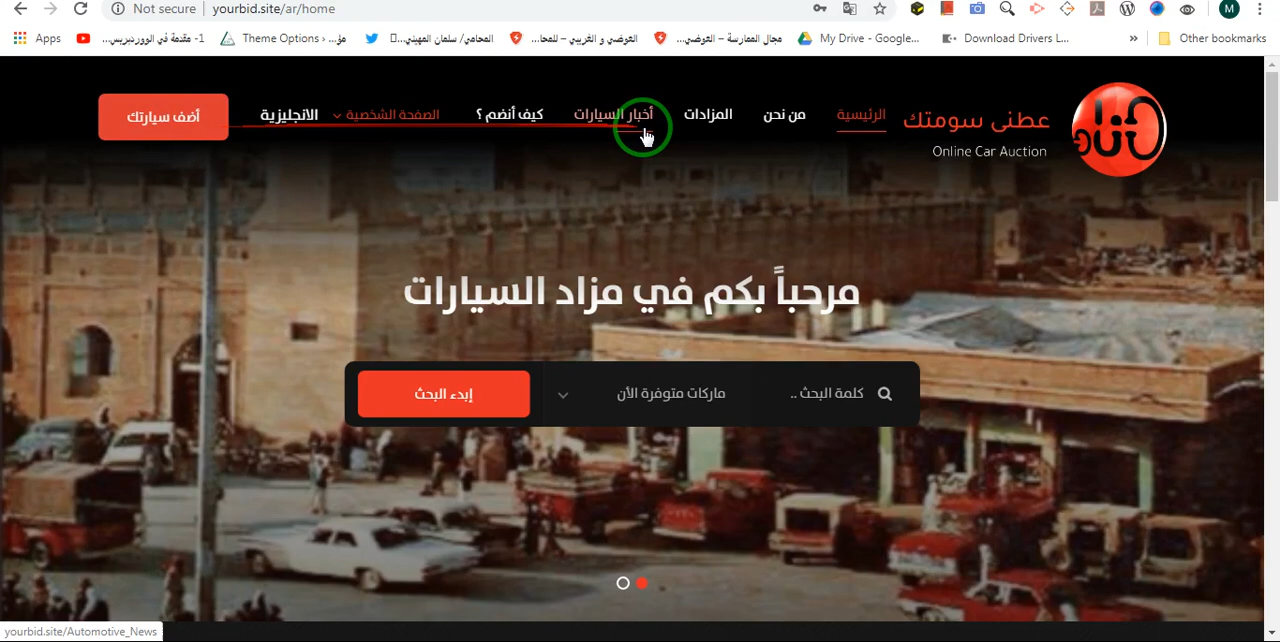 Not secure | yourbid.site/ar/home
M
Apps
1- مقدمة في الووردبريس...
Theme Options › ...مؤ
المحامي/ سلمان المهيني...
العوضي و الغريبي – للمحا...
مجال الممارسة – العوضي...
My Drive - Google...
Download Drivers L...
»
Other bookmarks
عطنى سومتك
Online Car Auction
الرئيسية
من نحن
المزادات
أخبار السيارات
كيف أنضم ؟
الصفحة الشخصية
الانجليزية
أضف سيارتك
مرحباً بكم في مزاد السيارات
كلمة البحث ..
ماركات متوفرة الأن
إبدء البحث
yourbid.site/Automotive_News